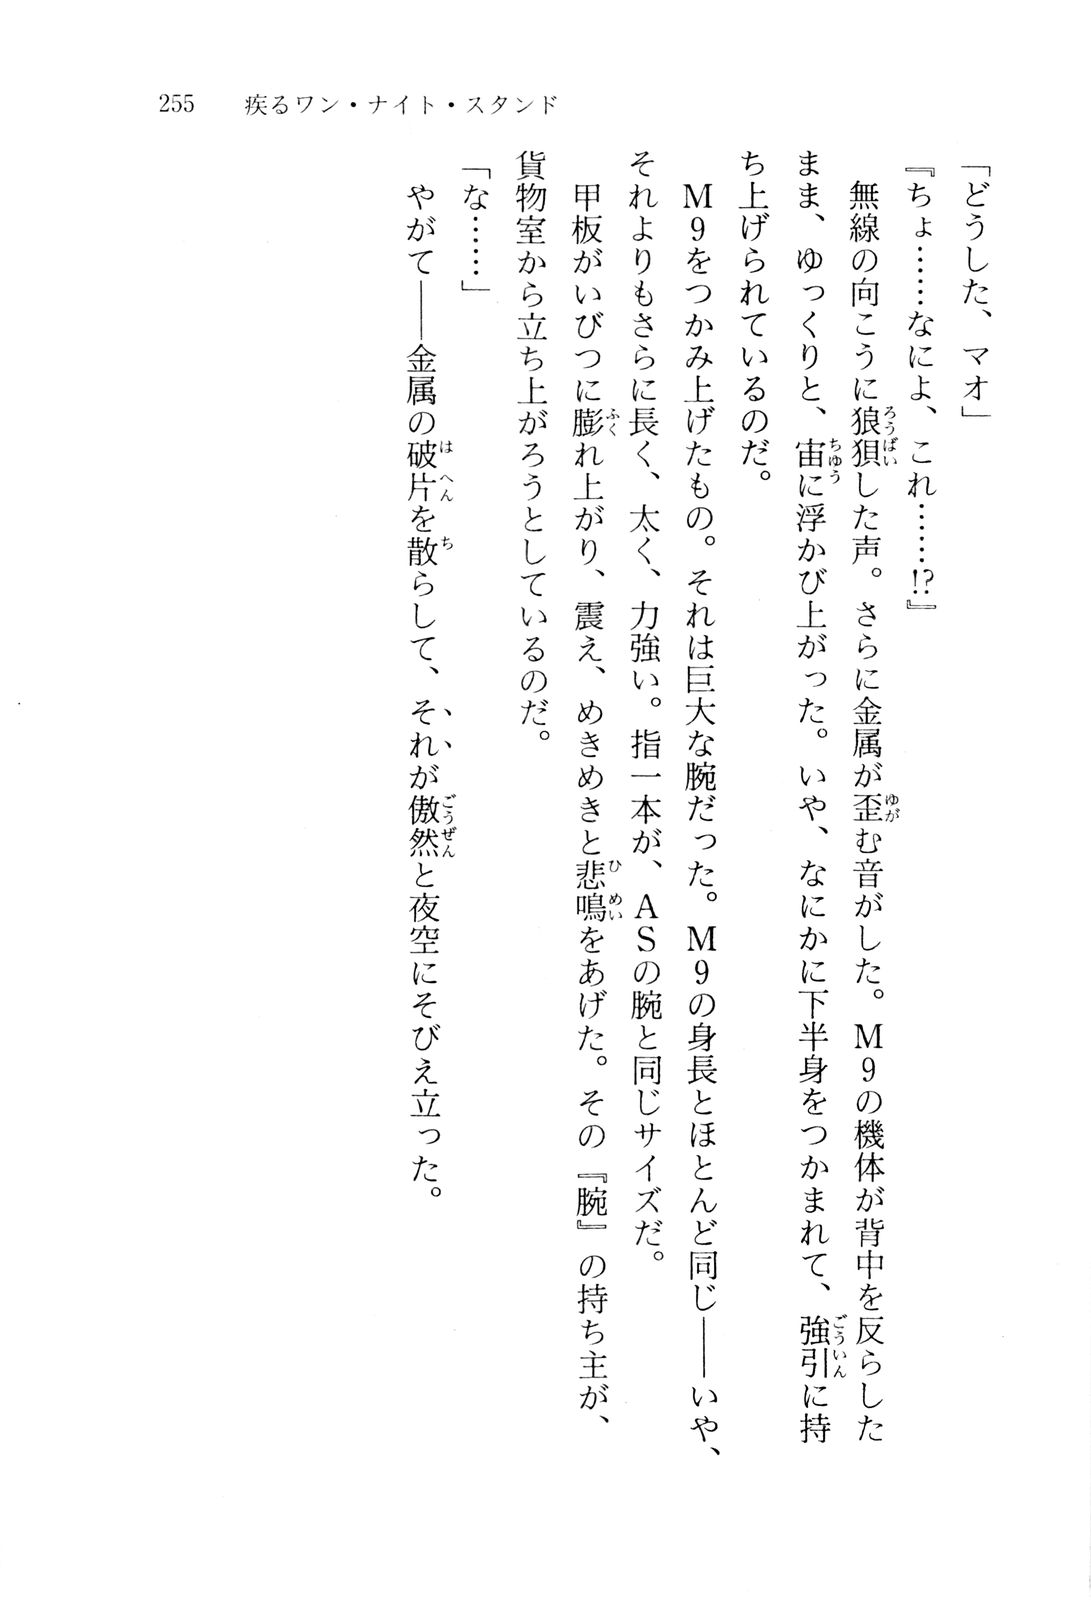 255　疾るワン・ナイト・スタンド
「どうした、マオ」
『ちょ……なによ、これ……!?』
　無線の向こうに狼狽した声。さらに金属が歪む音がした。M9の機体が背中を反らした
まま、ゆっくりと、宙に浮かび上がった。いや、なにかに下半身をつかまれて、強引に持
ち上げられているのだ。
　M9をつかみ上げたもの。それは巨大な腕だった。M9の身長とほとんど同じ――いや、
それよりもさらに長く、太く、力強い。指一本が、ASの腕と同じサイズだ。
　甲板がいびつに膨れ上がり、震え、めきめきと悲鳴をあげた。その『腕』の持ち主が、
貨物室から立ち上がろうとしているのだ。
「な……」
　やがて――金属の破片を散らして、それが傲然と夜空にそびえ立った。